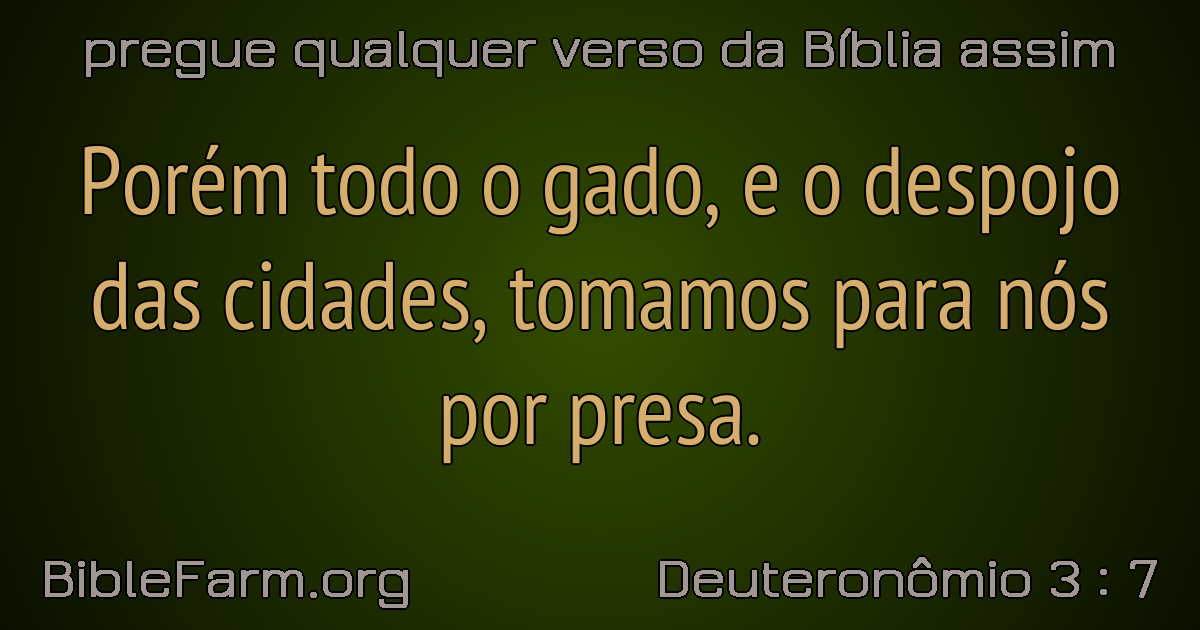 pregue qualquer verso da Bíblia assim
Porém todo o gado, e o despojo
das cidades, tomamos para nós
por presa.
BibleFarm.org
Deuteronômio 3 : 7